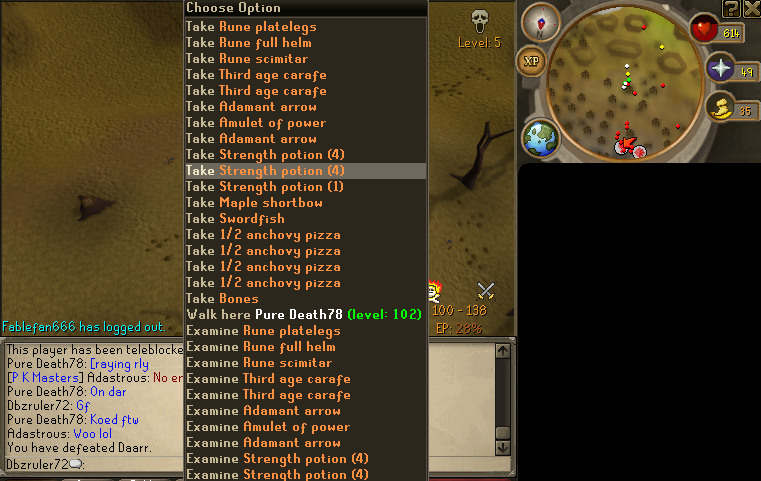 Choose Option
Take Rune platelegs
Take Rune full helm
Take Rune scimitar
Take Third age carafe
Take Third age carafe
Take Adamant arrow
Take Amulet of power
Take Adamant arrow
Take Strength potion (4)
Take Strength potion (4)
Take Strength potion (1)
Take Maple shortbow
Take Swordfish
Take 1/2 anchovy pizza
Take 1/2 anchovy pizza
Take 1/2 anchovy pizza
Take 1/2 anchovy pizza
Take Bones
Walk here Pure Death78 (level: 102)
Examine Rune platelegs
Examine Rune full helm
Examine Rune scimitar
Examine Third age carafe
Examine Third age carafe
Examine Adamant arrow
Examine Amulet of power
Examine Adamant arrow
Examine Strength potion (4)
Examine Strength potion (4)
Level: 5
N
XP
?
614
49
35
100 - 138
EP: 28%
Fablefan666 has logged out.
This player has been teleblocke
Pure Death78: [raying rly
[P K Masters] Adastrous: No er
Pure Death78: On dar
Dbzruler72: Gf
Pure Death78: Koed ftw
Adastrous: Woo lol
You have defeated Daarr.
Dbzruler72: